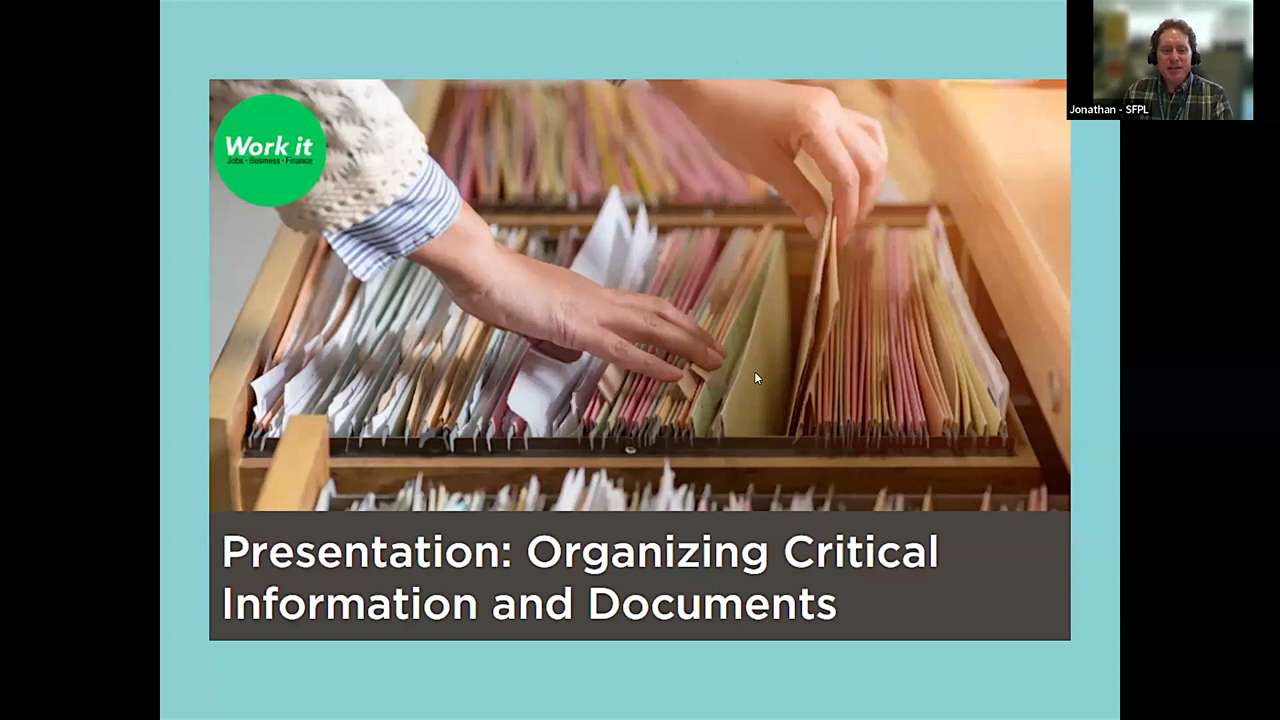 Jonathan - SFPL
Work it
Jobs • Business • Finance
Presentation: Organizing Critical
Information and Documents